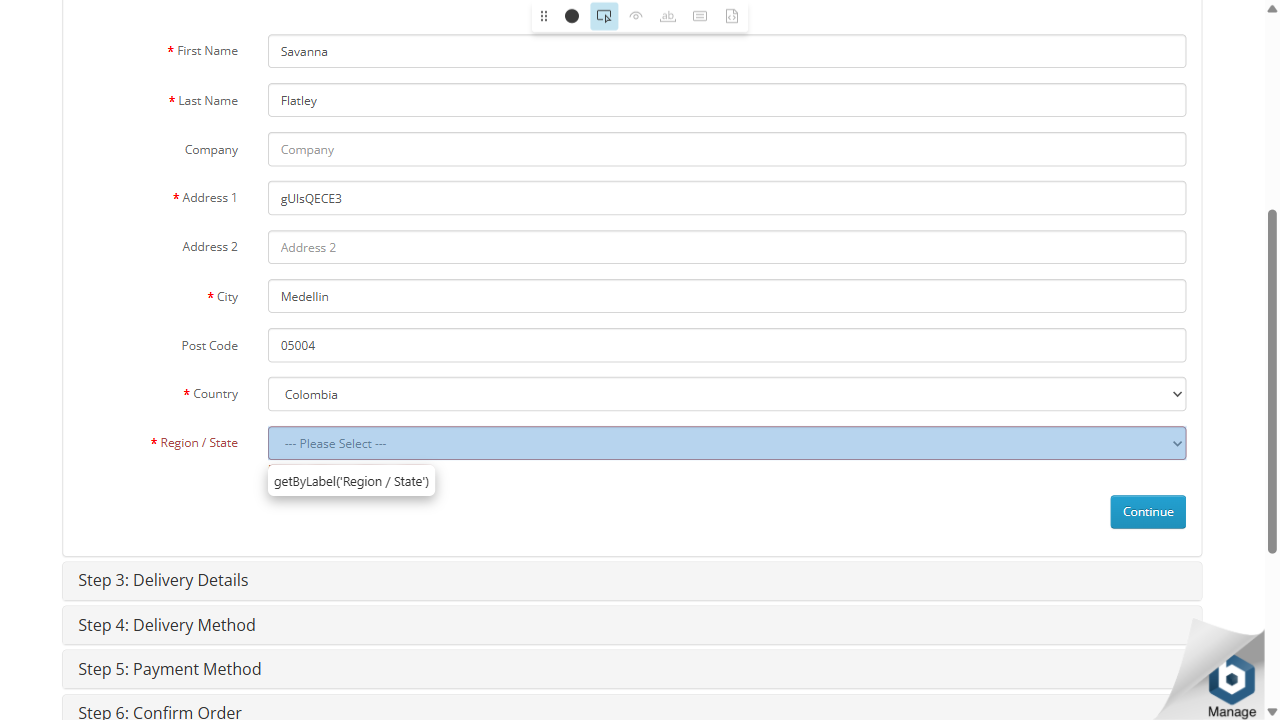 ab
* First Name
Savanna
* Last Name
Flatley
Company
Company
* Address 1
gUIsQECE3
Address 2
Address 2
* City
Medellin
Post Code
05004
* Country
Colombia
* Region / State
--- Please Select ---
getByLabel('Region / State')
Continue
Step 3: Delivery Details
Step 4: Delivery Method
Step 5: Payment Method
Step 6: Confirm Order
b
Manage